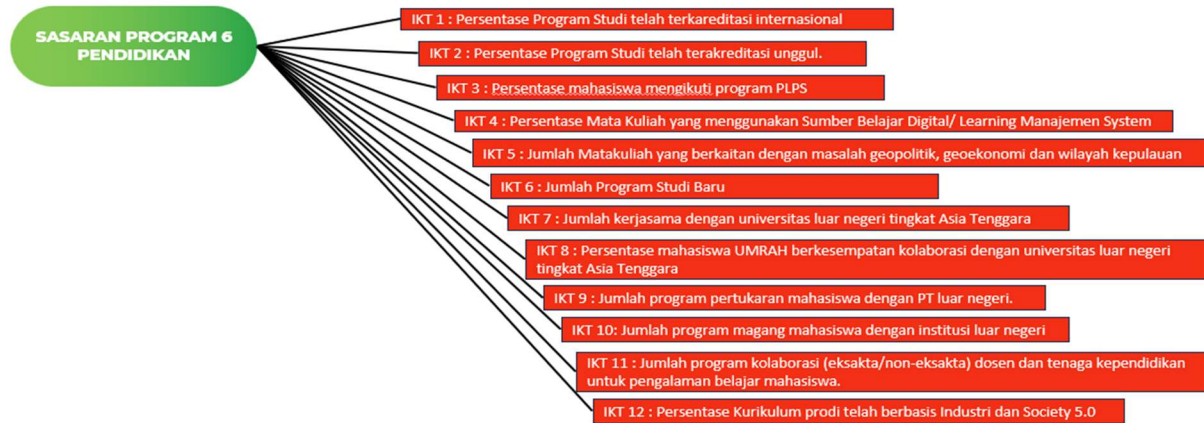 SASARAN PROGRAM 6
PENDIDIKAN
IKT 1 : Persentase Program Studi telah terkareditasi internasional
IKT 2 : Persentase Program Studi telah terakreditasi unggul.
IKT 3 : Persentase mahasiswa mengikuti program PLPS
IKT 4 : Persentase Mata Kuliah yang menggunakan Sumber Belajar Digital/ Learning Manajemen System
IKT 5 : Jumlah Matakuliah yang berkaitan dengan masalah geopolitik, geoekonomi dan wilayah kepulauan
IKT 6 : Jumlah Program Studi Baru
IKT 7 : Jumlah kerjasama dengan universitas luar negeri tingkat Asia Tenggara
IKT 8 : Persentase mahasiswa UMRAH berkesempatan kolaborasi dengan universitas luar negeri
tingkat Asia Tenggara
IKT 9 : Jumlah program pertukaran mahasiswa dengan PT luar negeri.
IKT 10: Jumlah program magang mahasiswa dengan institusi luar negeri
IKT 11 : Jumlah program kolaborasi (eksakta/non-eksakta) dosen dan tenaga kependidikan
untuk pengalaman belajar mahasiswa.
IKT 12 : Persentase Kurikulum prodi telah berbasis Industri dan Society 5.0